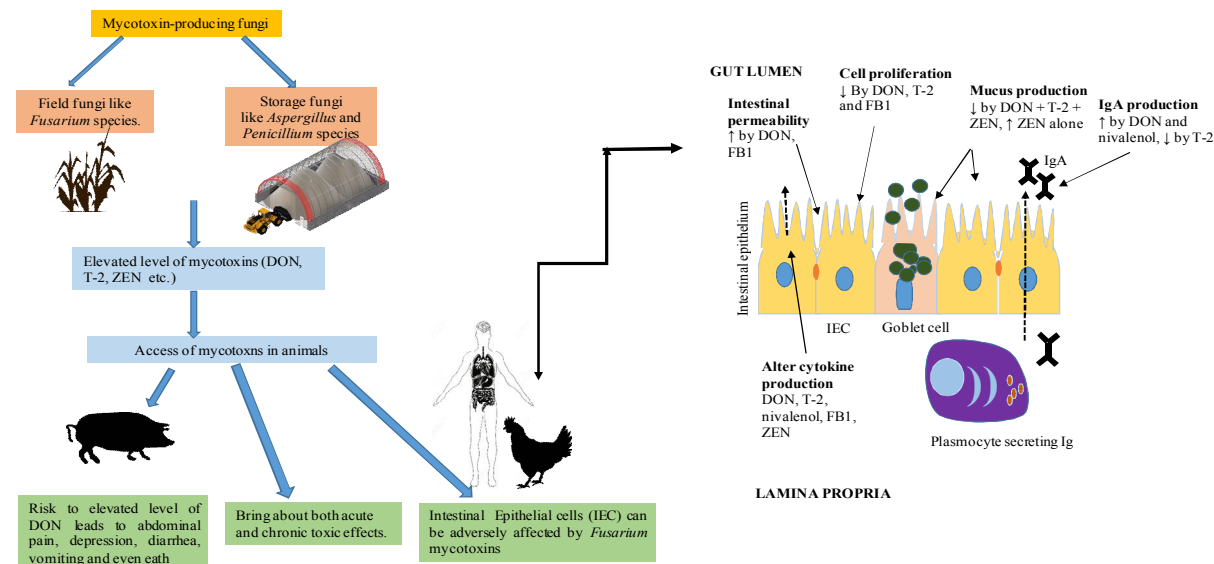 Mycotoxin-producing fungi
Field fungi like
Fusarium species.
Storage fungi
like Aspergillus and
Penicillium species
Elevated level of mycotoxins (DON,
T-2, ZEN etc.)
Access of mycotoxns in animals
Risk to elevated level of
DON leads to abdominal
pain, depression, diarrhea,
vomiting and even eath
Bring about both acute
and chronic toxic effects.
Intestinal Epithelial cells (IEC) can
be adversely affected by Fusarium
mycotoxins
GUT LUMEN
Intestinal
permeability
↑ by DON,
FB1
Cell proliferation
↓ By DON, T-2
and FB1
Mucus production
↓ by DON + T-2 +
ZEN, ↑ ZEN alone
IgA production
↑ by DON and
nivalenol, ↓ by T-2
IgA
Intestinal epithelium
IEC
Goblet cell
Alter cytokine
production
DON, T-2,
nivalenol, FB1,
ZEN
Plasmocyte secreting Ig
LAMINA PROPRIA